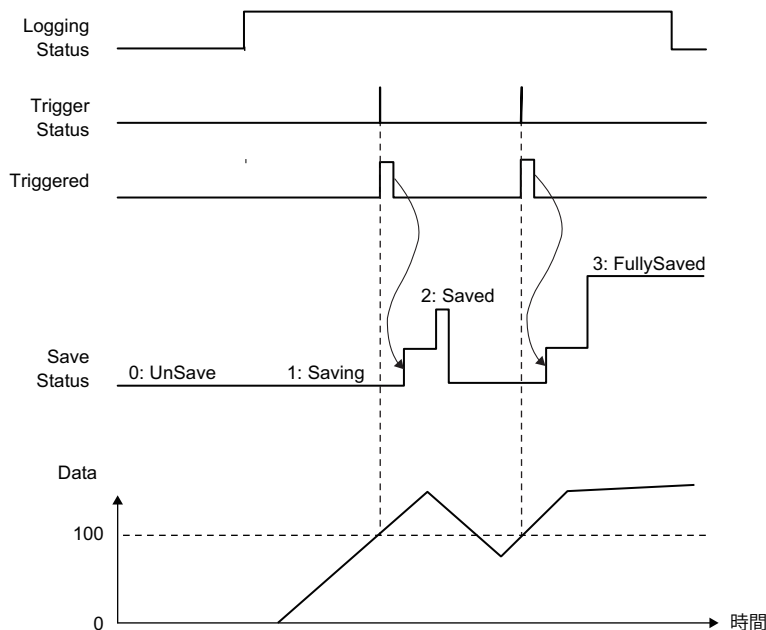 Logging
Status
Trigger
Status
Triggered
3: FullySaved
2: Saved
Save
Status
0: UnSave
1: Saving
Data
100
0
時間